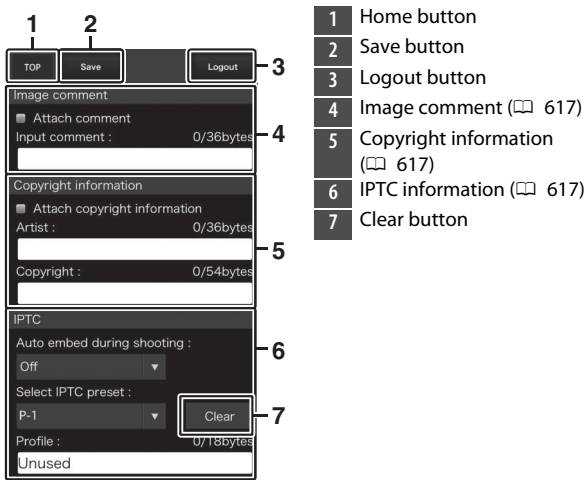 1
2
TOP
Save
Logout
3
Image comment
Attach comment
Input comment : 0/36bytes
4
Copyright information
Attach copyright information
Artist : 0/36bytes
5
Copyright : 0/54bytes
IPTC
Auto embed during shooting :
6
Off
Select IPTC preset :
P-1
Clear
7
Profile : 0/18bytes
Unused
1 Home button
2 Save button
3 Logout button
4 Image comment (📖 617)
5 Copyright information
(📖 617)
6 IPTC information (📖 617)
7 Clear button